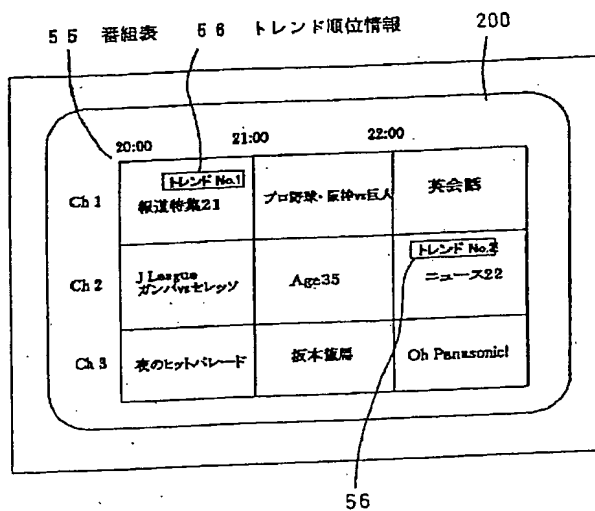 55 番組表 56 トレンド順位情報 200
20:00 21:00 22:00
Ch 1
トレンド No.1
報道特集21
プロ野球・阪神vs巨人
英会話
Ch 2
J League
ガンバvsセレッソ
Age35
トレンド No.2
ニュース22
Ch 3
夜のヒットパレード
坂本龍馬
Oh Panasonic!
56